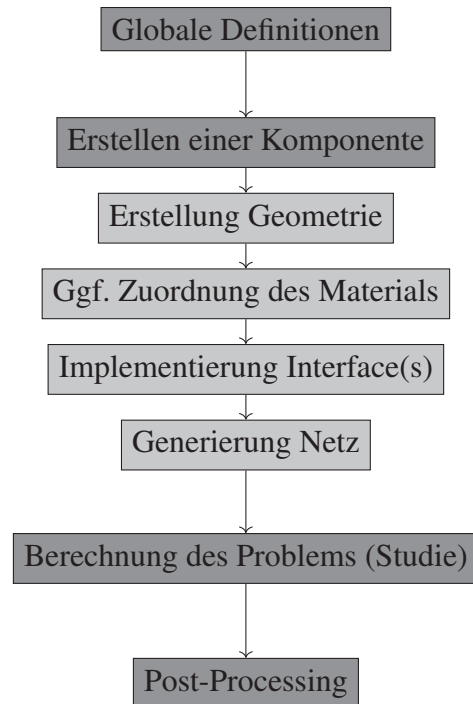 Globale Definitionen
Erstellen einer Komponente
Erstellung Geometrie
Ggf. Zuordnung des Materials
Implementierung Interface(s)
Generierung Netz
Berechnung des Problems (Studie)
Post-Processing